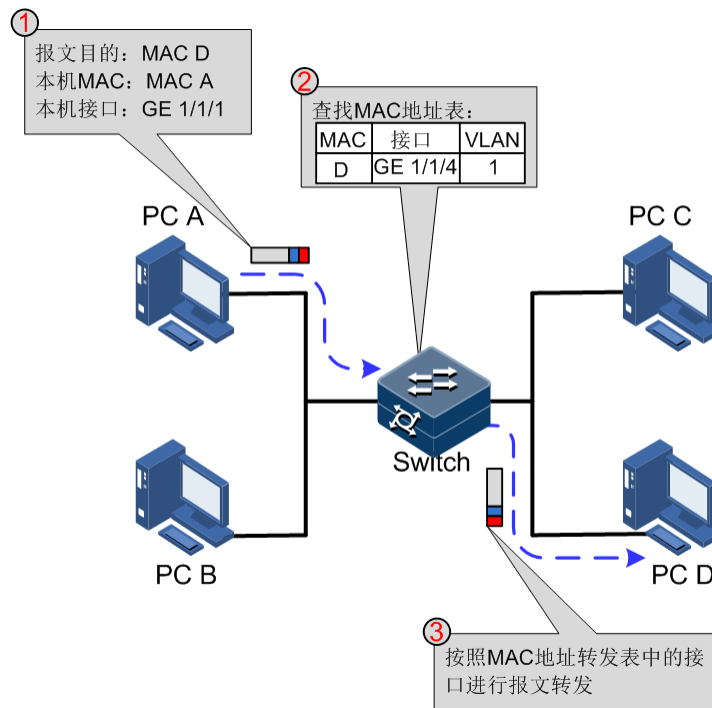 1
报文目的：MAC D
本机MAC：MAC A
本机接口：GE 1/1/1
2
查找MAC地址表：
MAC 接口 VLAN
D GE 1/1/4 1
PC A
PC C
Switch
PC B
PC D
3
按照MAC地址转发表中的接
口进行报文转发